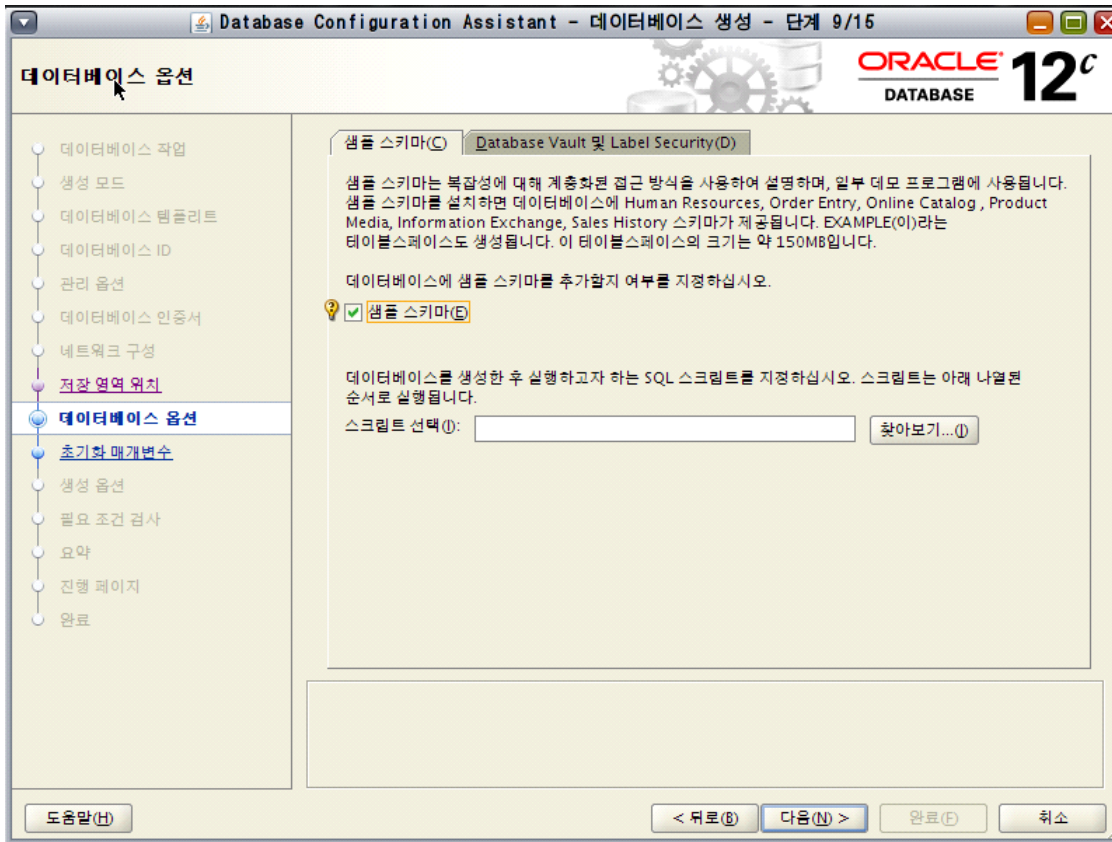 Database Configuration Assistant - 데이터베이스 생성 - 단계 9/15
데이터베이스 옵션
ORACLE
DATABASE
12c
데이터베이스 작업
생성 모드
데이터베이스 템플리트
데이터베이스 ID
관리 옵션
데이터베이스 인증서
네트워크 구성
저장 영역 위치
데이터베이스 옵션
초기화 매개변수
생성 옵션
필요 조건 검사
요약
진행 페이지
완료
샘플 스키마(C)
Database Vault 및 Label Security(D)
샘플 스키마는 복잡성에 대해 계층화된 접근 방식을 사용하여 설명하며, 일부 데모 프로그램에 사용됩니다.
샘플 스키마를 설치하면 데이터베이스에 Human Resources, Order Entry, Online Catalog , Product
Media, Information Exchange, Sales History 스키마가 제공됩니다. EXAMPLE(이)라는
테이블스페이스도 생성됩니다. 이 테이블스페이스의 크기는 약 150MB입니다.
데이터베이스에 샘플 스키마를 추가할지 여부를 지정하십시오.
샘플 스키마(E)
데이터베이스를 생성한 후 실행하고자 하는 SQL 스크립트를 지정하십시오. 스크립트는 아래 나열된
순서로 실행됩니다.
스크립트 선택(I):
찾아보기...(J)
도움말(H)
< 뒤로(B)
다음(N) >
완료(F)
취소